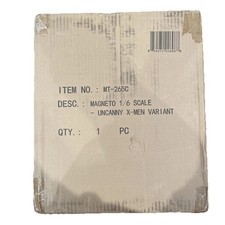 ITEM NO. : MT-265C
DESC. : MAGNETO 1/6 SCALE
- UNCANNY X-MEN VARIANT
QTY. : 1 PC